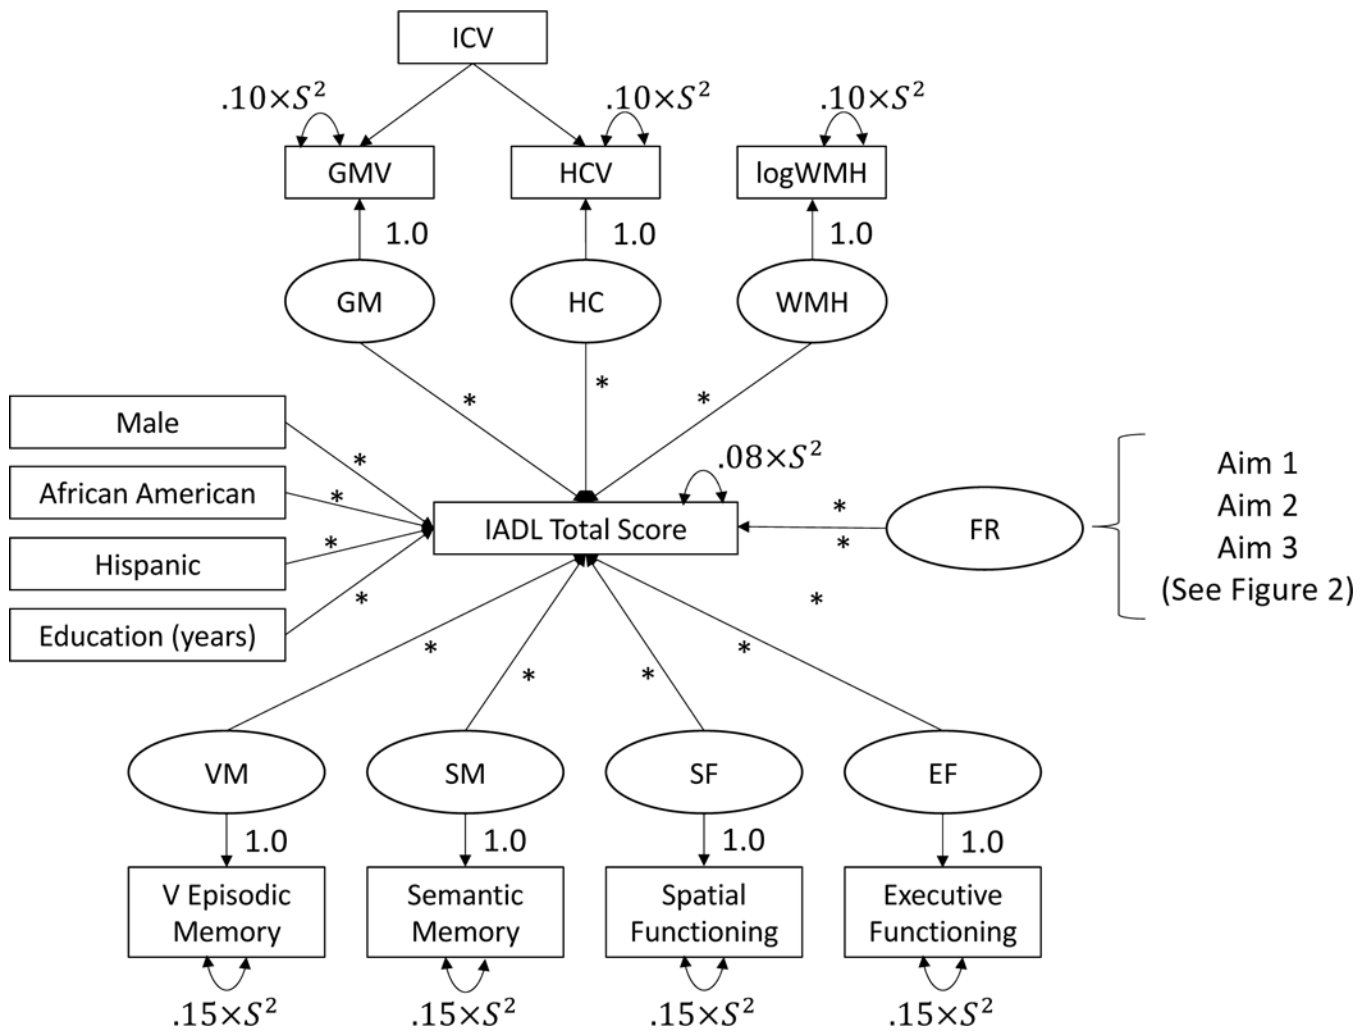 ICV
.10×S²
.10×S²
.10×S²
GMV
HCV
logWMH
1.0
1.0
1.0
GM
HC
WMH
*
*
*
Male
*
African American
*
Hispanic
*
Education (years)
*
.08×S²
IADL Total Score
*
*
*
FR
Aim 1
Aim 2
Aim 3
(See Figure 2)
*
*
*
*
VM
SM
SF
EF
1.0
1.0
1.0
1.0
V Episodic
Memory
Semantic
Memory
Spatial
Functioning
Executive
Functioning
.15×S²
.15×S²
.15×S²
.15×S²